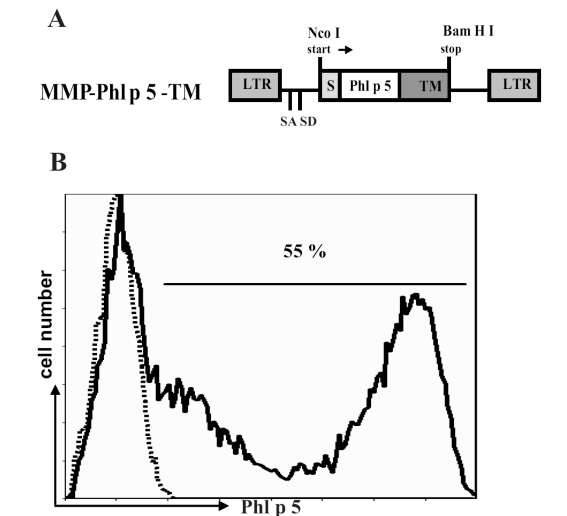 A
Nco I
start
Bam H I
stop
MMP-Phl p 5 -TM
LTR
S
Phl p 5
TM
LTR
SA SD
B
55 %
cell number
Phl p 5